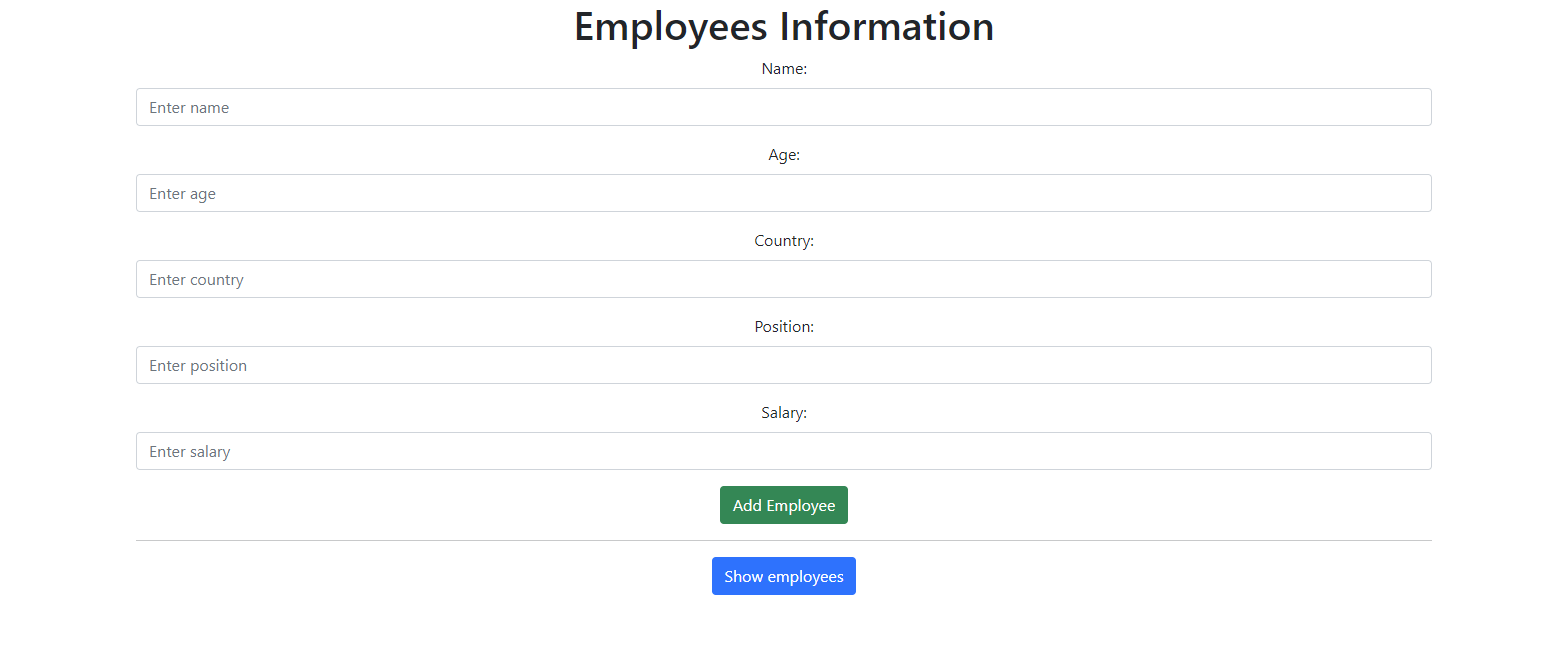 Employees Information
Name:
Enter name
Age:
Enter age
Country:
Enter country
Position:
Enter position
Salary:
Enter salary
Add Employee
Show employees